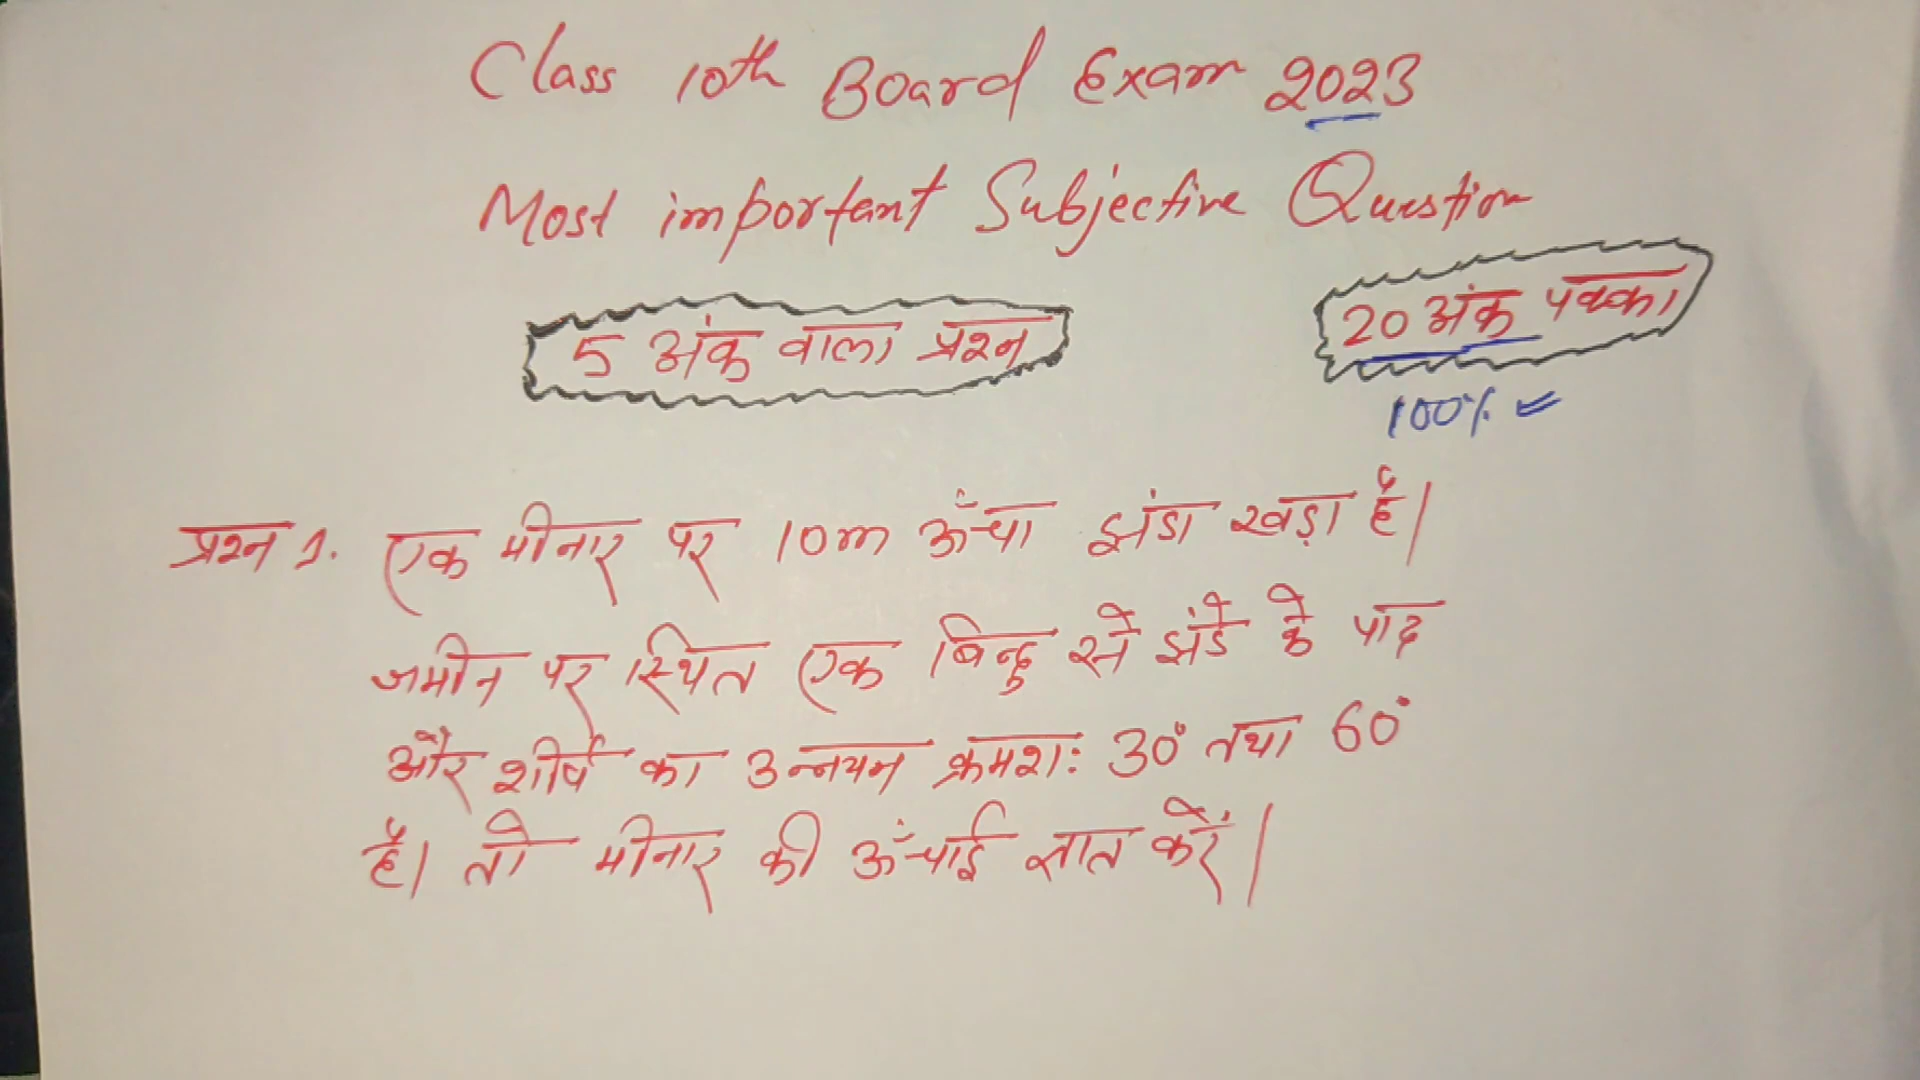 Class 10th Board Exam 2023
Most important Subjective Question
5 अंक वाला प्रश्न
20 अंक पक्का
100%
प्रश्न 1. एक मीनार पर 10m ऊँचा झंडा खड़ा है।
जमीन पर स्थित एक बिन्दु से झंडे के पाद
और शीर्ष का उन्नयन क्रमशः 30° तथा 60°
है। तो मीनार की ऊँचाई ज्ञात करें।